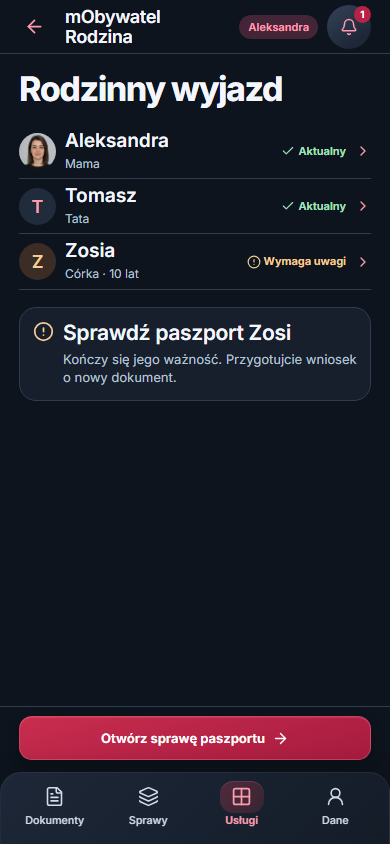 mObywatel
Rodzina
Aleksandra
1
Rodzinny wyjazd
Aleksandra
Mama
Aktualny
T
Tomasz
Tata
Aktualny
Z
Zosia
Córka · 10 lat
Wymaga uwagi
Sprawdź paszport Zosi
Kończy się jego ważność. Przygotujcie wniosek
o nowy dokument.
Otwórz sprawę paszportu
Dokumenty
Sprawy
Usługi
Dane